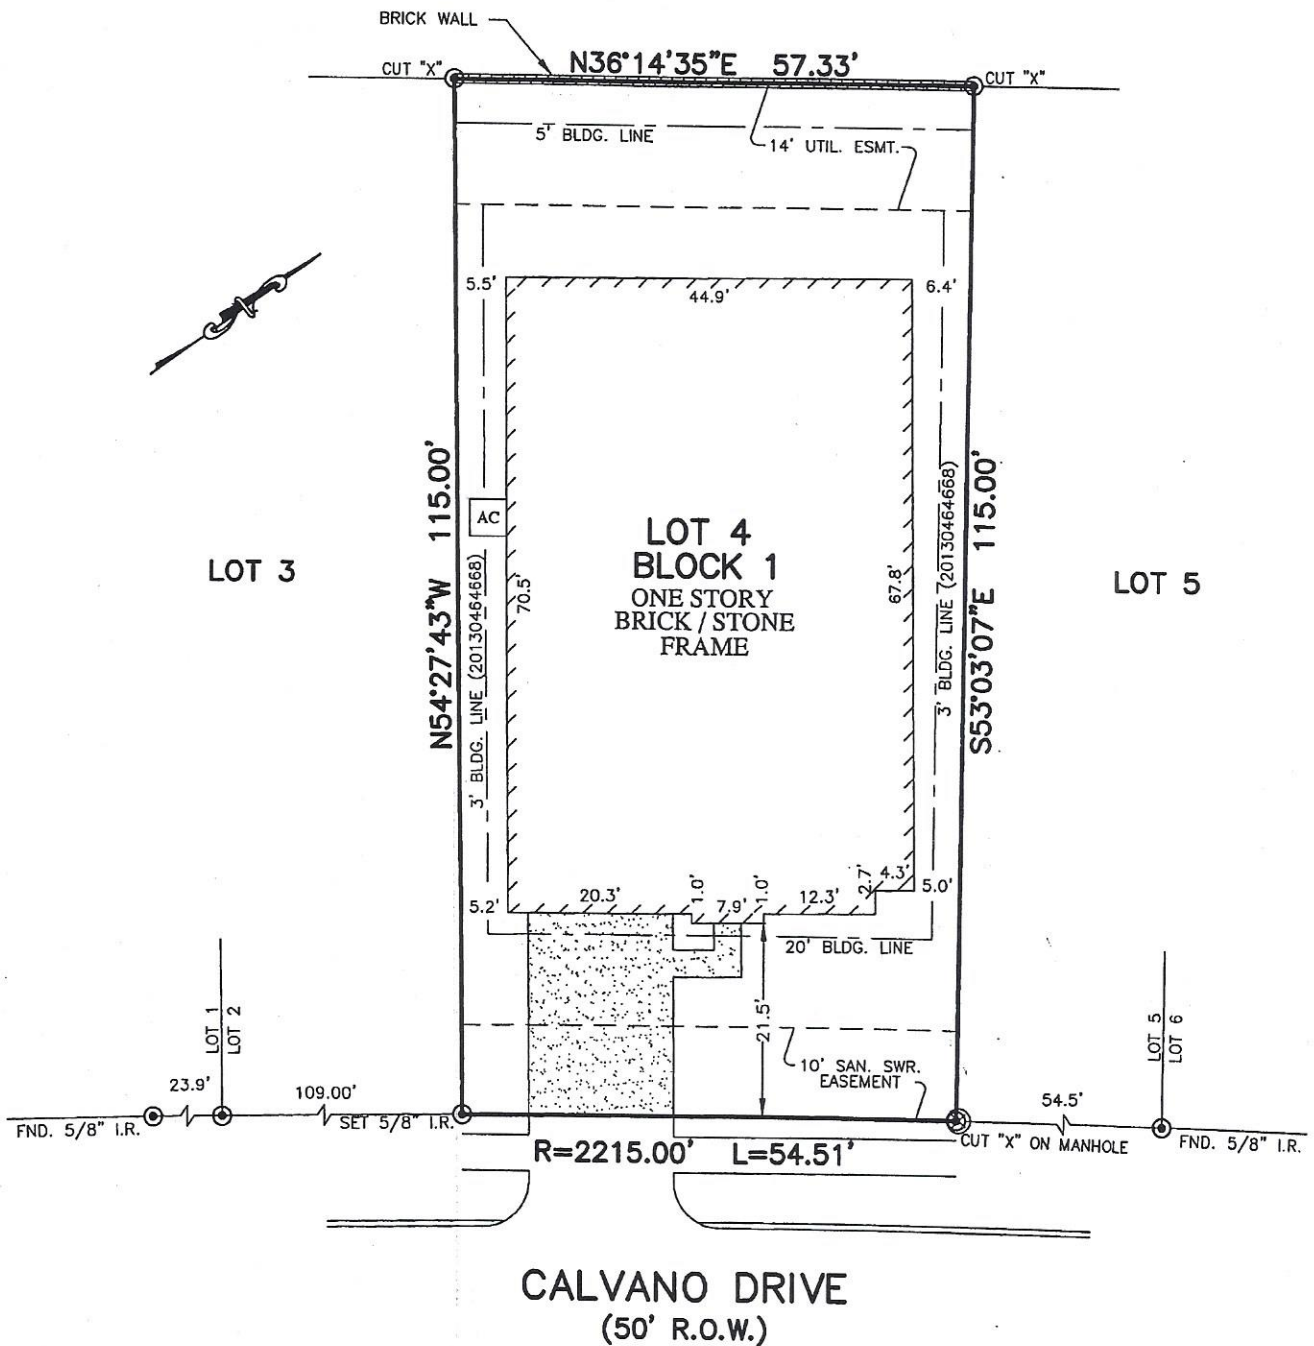 BRICK WALL
N36°14'35"E 57.33'
CUT "X"
CUT "X"
5' BLDG. LINE
14' UTIL. ESMT.
5.5'
44.9'
6.4'
N54°27'43"W 115.00'
3' BLDG. LINE (20130464668)
AC
70.5'
LOT 3
LOT 4
BLOCK 1
ONE STORY
BRICK / STONE
FRAME
67.8'
3' BLDG. LINE (20130464668)
S53°03'07"E 115.00'
LOT 5
5.2'
20.3'
1.0'
7.9'
1.0'
12.3'
2.7'
4.3'
5.0'
20' BLDG. LINE
21.5'
10' SAN. SWR.
EASEMENT
LOT 1
LOT 2
23.9'
109.00'
FND. 5/8" I.R.
SET 5/8" I.R.
R=2215.00' L=54.51'
LOT 5
LOT 6
54.5'
CUT "X" ON MANHOLE
FND. 5/8" I.R.
CALVANO DRIVE
(50' R.O.W.)